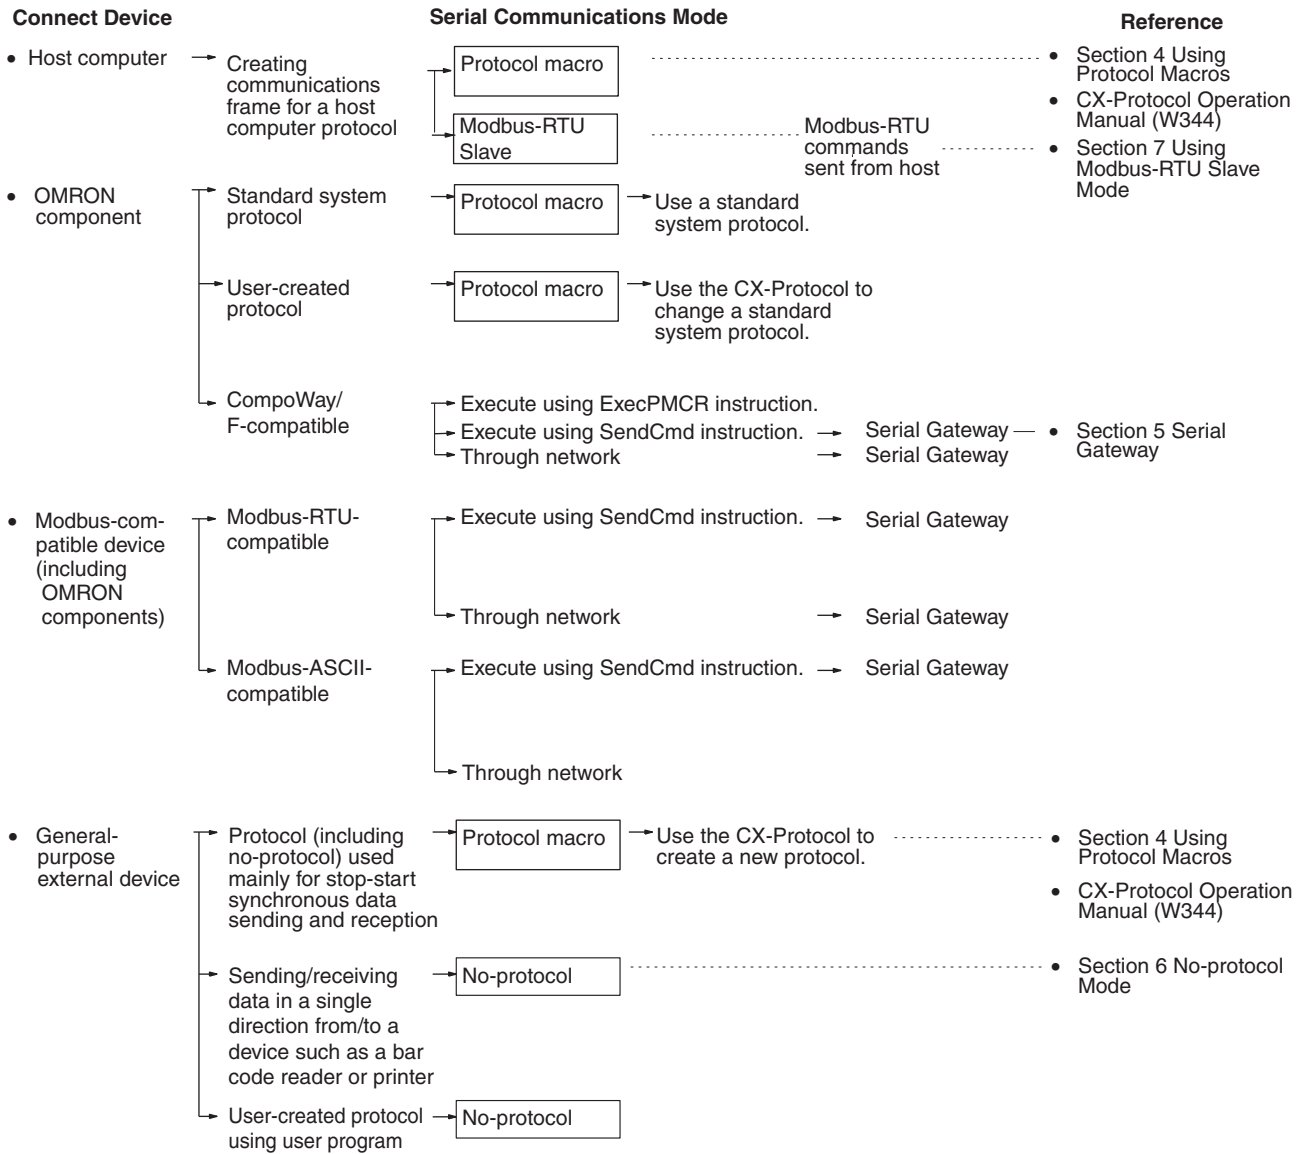 Connect Device
Serial Communications Mode
Reference
• Host computer
Creating
communications
frame for a host
computer protocol
Protocol macro
• Section 4 Using
Protocol Macros
• CX-Protocol Operation
Manual (W344)
Modbus-RTU
Slave
Modbus-RTU
commands
sent from host
• Section 7 Using
Modbus-RTU Slave
Mode
• OMRON
component
Standard system
protocol
Protocol macro
Use a standard
system protocol.
User-created
protocol
Protocol macro
Use the CX-Protocol to
change a standard
system protocol.
CompoWay/
F-compatible
Execute using ExecPMCR instruction.
Execute using SendCmd instruction.
Serial Gateway
• Section 5 Serial
Gateway
Through network
Serial Gateway
• Modbus-com-
patible device
(including
OMRON
components)
Modbus-RTU-
compatible
Execute using SendCmd instruction.
Serial Gateway
Through network
Serial Gateway
Modbus-ASCII-
compatible
Execute using SendCmd instruction.
Serial Gateway
Through network
• General-
purpose
external device
Protocol (including
no-protocol) used
mainly for stop-start
synchronous data
sending and reception
Protocol macro
Use the CX-Protocol to
create a new protocol.
• Section 4 Using
Protocol Macros
• CX-Protocol Operation
Manual (W344)
Sending/receiving
data in a single
direction from/to a
device such as a bar
code reader or printer
No-protocol
• Section 6 No-protocol
Mode
User-created protocol
using user program
No-protocol